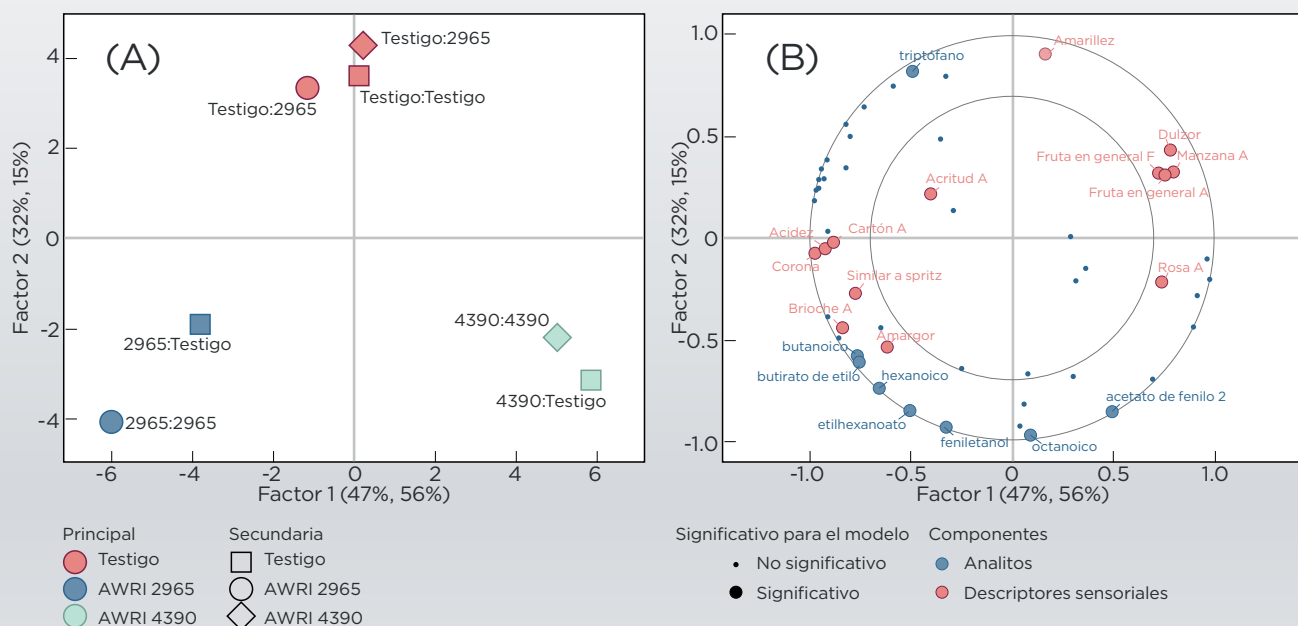 (A)
Factor 2 (32%, 15%)
4
2
0
-2
-4
-6
-4
-2
0
2
4
6
Factor 1 (47%, 56%)
Testigo:2965
Testigo:Testigo
Testigo:2965
2965:Testigo
2965:2965
4390:4390
4390:Testigo
(B)
Factor 2 (32%, 15%)
1.0
0.5
0
-0.5
-1.0
-1.0
-0.5
0
0.5
1.0
Factor 1 (47%, 56%)
Amarillez
triptófano
Dulzor
Fruta en general F
Manzana A
Fruta en general A
Acritud A
Acidez
Cartón A
Corona
Similar a spritz
Rosa A
Brioche A
Amargor
butanoico
butirato de etilo
hexanoico
etilhexanoato
feniletanol
octanoico
acetato de fenilo 2
Principal
Testigo
AWRI 2965
AWRI 4390
Secundaria
Testigo
AWRI 2965
AWRI 4390
Significativo para el modelo
No significativo
Significativo
Componentes
Analitos
Descriptores sensoriales